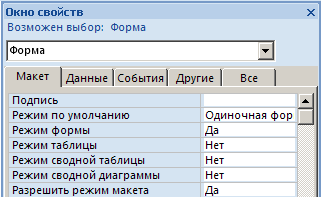 Окно свойств
Возможен выбор: Форма
Форма
Макет Данные События Другие Все
Подпись
Режим по умолчанию Одиночная фор
Режим формы Да
Режим таблицы Нет
Режим сводной таблицы Нет
Режим сводной диаграммы Нет
Разрешить режим макета Да